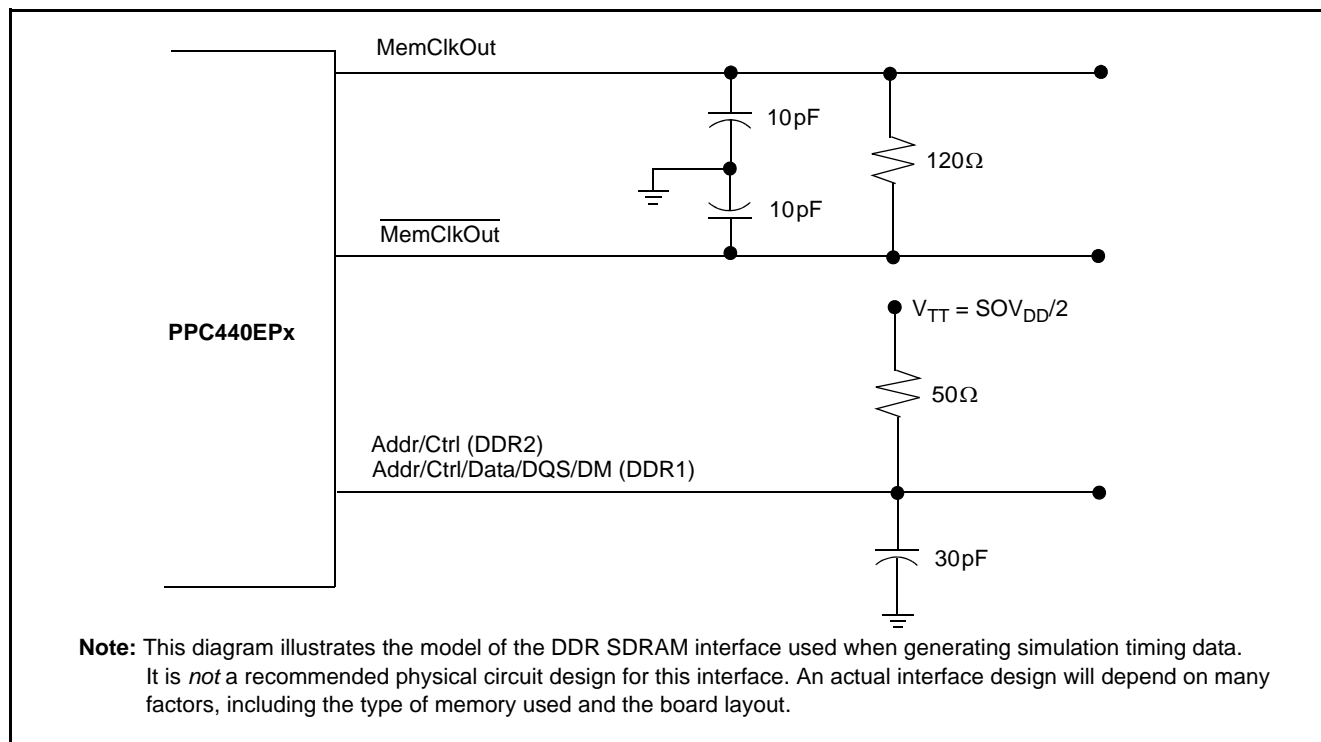 MemClkOut
10pF
120Ω
10pF
MemClkOut
V_TT = SOV_DD/2
PPC440EPx
50Ω
Addr/Ctrl (DDR2)
Addr/Ctrl/Data/DQS/DM (DDR1)
30pF
Note: This diagram illustrates the model of the DDR SDRAM interface used when generating simulation timing data.
It is not a recommended physical circuit design for this interface. An actual interface design will depend on many
factors, including the type of memory used and the board layout.